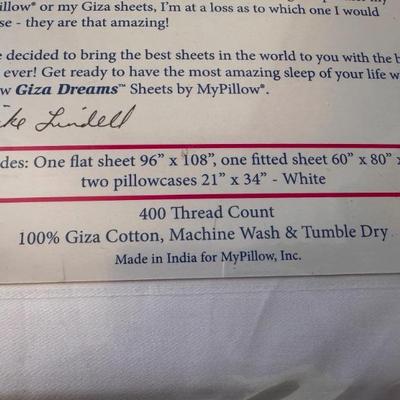 illow® or my Giza sheets, I'm at a loss as to which one I would
se - they are that amazing!
e decided to bring the best sheets in the world to you with the b
ever! Get ready to have the most amazing sleep of your life w
w Giza Dreams™ Sheets by MyPillow®.
ke Lindell
des: One flat sheet 96" x 108", one fitted sheet 60" x 80" x
two pillowcases 21" x 34" - White
400 Thread Count
100% Giza Cotton, Machine Wash & Tumble Dry
Made in India for MyPillow, Inc.